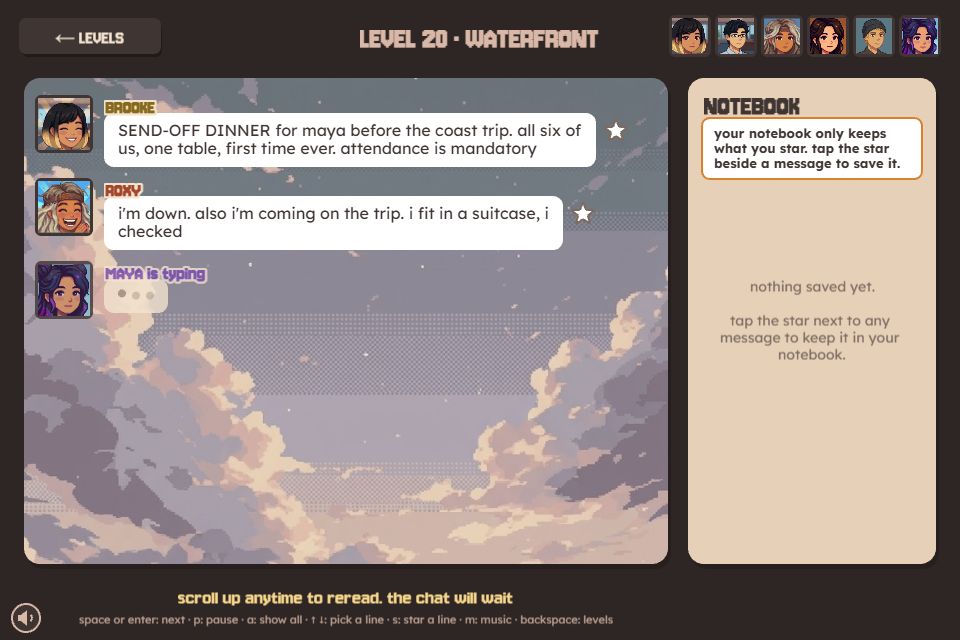 ← LEVELS
LEVEL 20 · WATERFRONT
BROOKE
SEND-OFF DINNER for maya before the coast trip. all six of
us, one table, first time ever. attendance is mandatory
ROXY
i'm down. also i'm coming on the trip. i fit in a suitcase, i
checked
MAYA is typing
NOTEBOOK
your notebook only keeps
what you star. tap the star
beside a message to save it.
nothing saved yet.
tap the star next to any
message to keep it in your
notebook.
scroll up anytime to reread. the chat will wait
space or enter: next · p: pause · a: show all · ↑ ↓: pick a line · s: star a line · m: music · backspace: levels